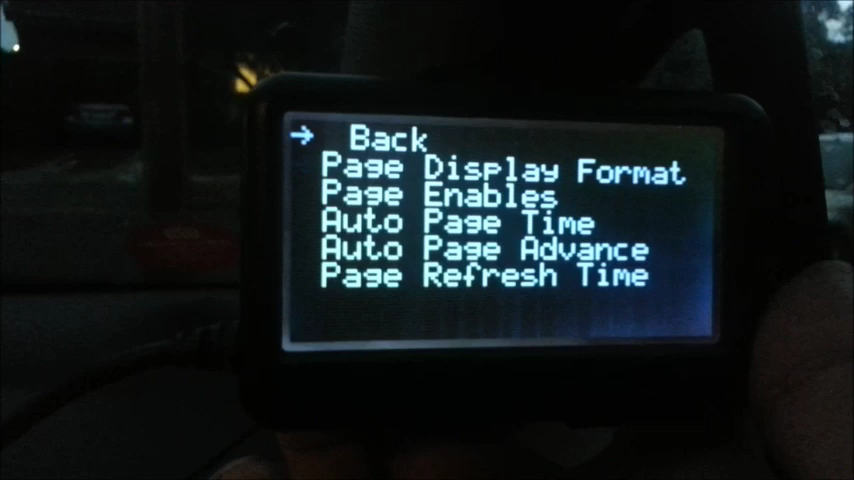 → Back
Page Display Format
Page Enables
Auto Page Time
Auto Page Advance
Page Refresh Time